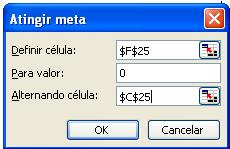 Atingir meta
Definir célula: $F$25
Para valor: 0
Alternando célula: $C$25
OK Cancelar